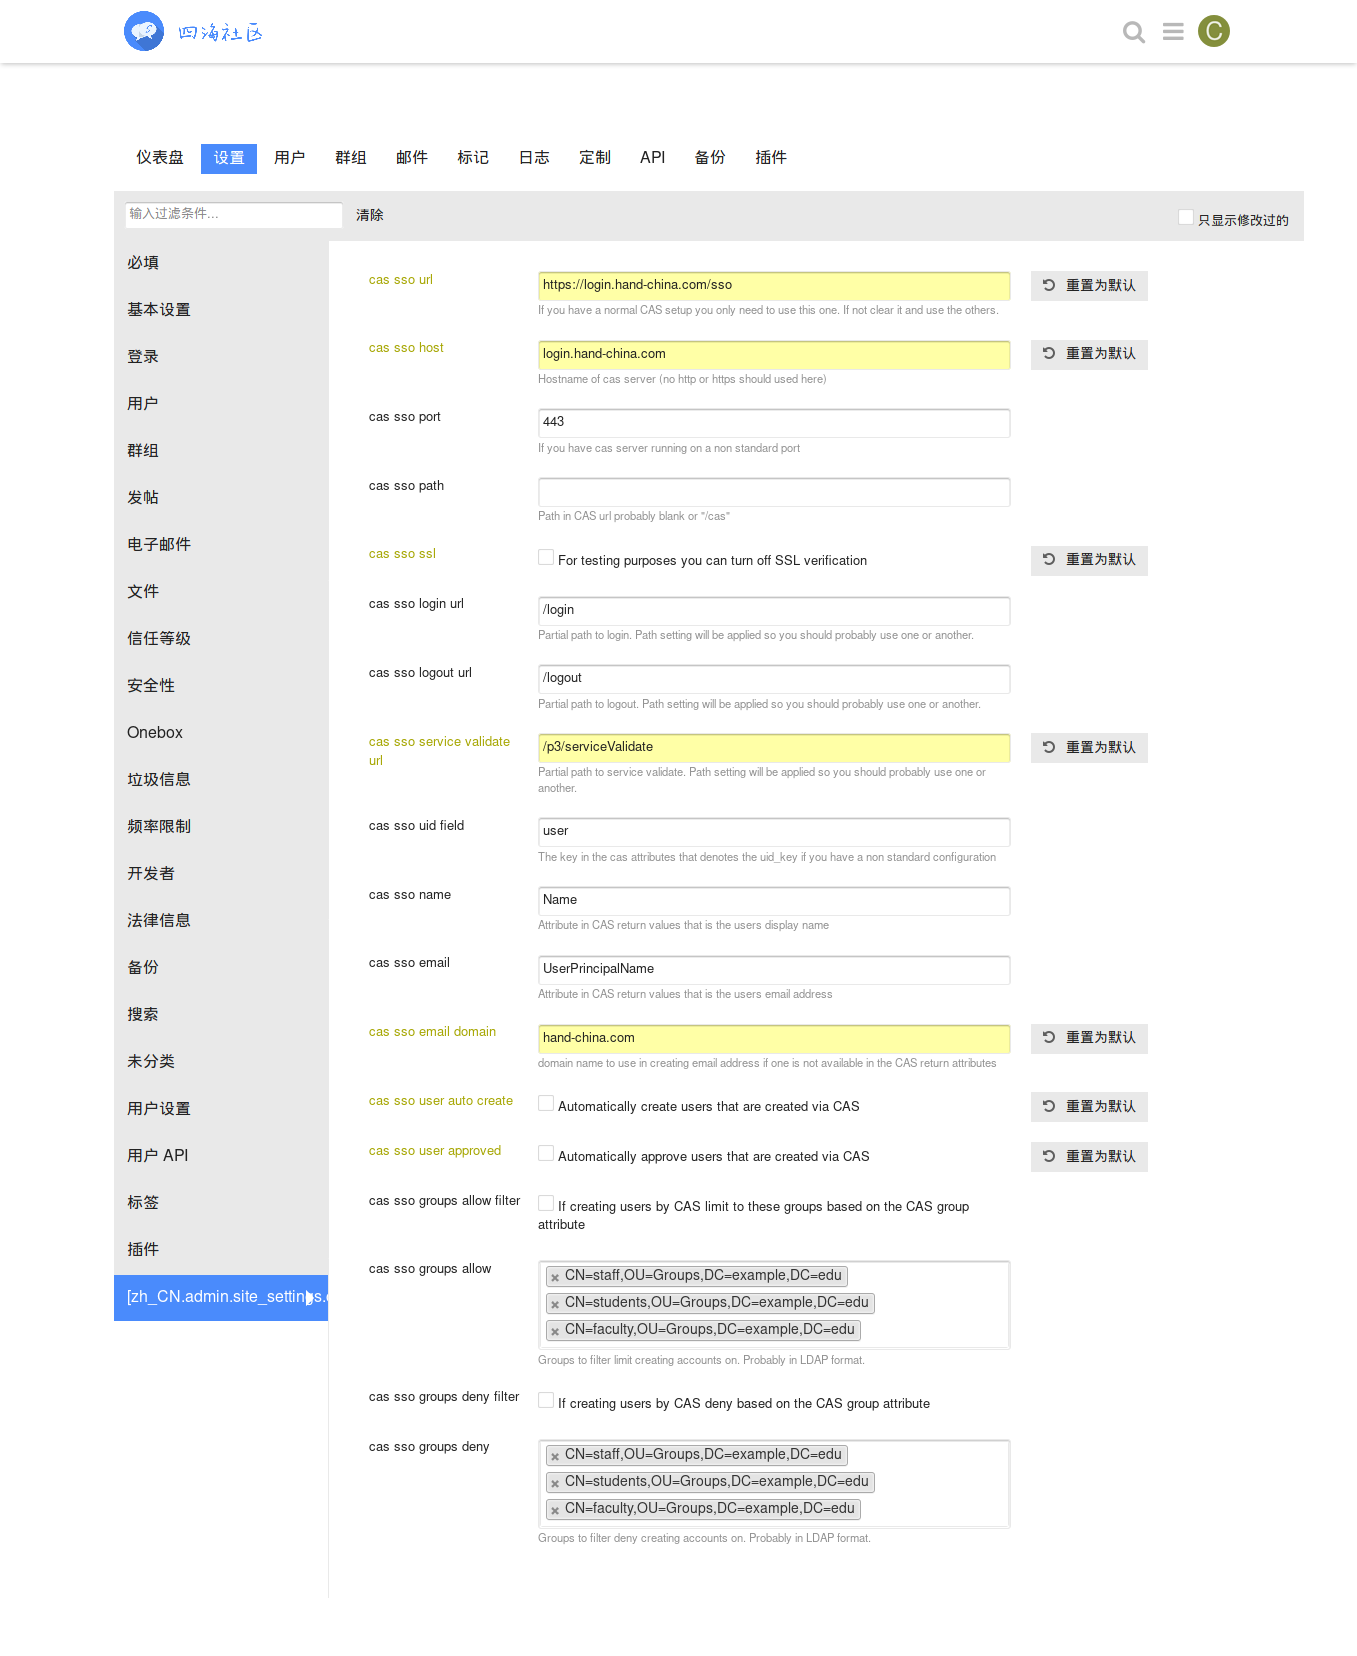 四海社区
C
仪表盘 设置 用户 群组 邮件 标记 日志 定制 API 备份 插件
输入过滤条件... 清除 只显示修改过的
必填
基本设置
登录
用户
群组
发帖
电子邮件
文件
信任等级
安全性
Onebox
垃圾信息
频率限制
开发者
法律信息
备份
搜索
未分类
用户设置
用户 API
标签
插件
[zh_CN.admin.site_settings.
cas sso url https://login.hand-china.com/sso 重置为默认
If you have a normal CAS setup you only need to use this one. If not clear it and use the others.
cas sso host login.hand-china.com 重置为默认
Hostname of cas server (no http or https should used here)
cas sso port 443
If you have cas server running on a non standard port
cas sso path
Path in CAS url probably blank or "/cas"
cas sso ssl For testing purposes you can turn off SSL verification 重置为默认
cas sso login url /login
Partial path to login. Path setting will be applied so you should probably use one or another.
cas sso logout url /logout
Partial path to logout. Path setting will be applied so you should probably use one or another.
cas sso service validate /p3/serviceValidate 重置为默认
url
Partial path to service validate. Path setting will be applied so you should probably use one or
another.
cas sso uid field user
The key in the cas attributes that denotes the uid_key if you have a non standard configuration
cas sso name Name
Attribute in CAS return values that is the users display name
cas sso email UserPrincipalName
Attribute in CAS return values that is the users email address
cas sso email domain hand-china.com 重置为默认
domain name to use in creating email address if one is not available in the CAS return attributes
cas sso user auto create Automatically create users that are created via CAS 重置为默认
cas sso user approved Automatically approve users that are created via CAS 重置为默认
cas sso groups allow filter If creating users by CAS limit to these groups based on the CAS group
attribute
cas sso groups allow CN=staff,OU=Groups,DC=example,DC=edu
CN=students,OU=Groups,DC=example,DC=edu
CN=faculty,OU=Groups,DC=example,DC=edu
Groups to filter limit creating accounts on. Probably in LDAP format.
cas sso groups deny filter If creating users by CAS deny based on the CAS group attribute
cas sso groups deny CN=staff,OU=Groups,DC=example,DC=edu
CN=students,OU=Groups,DC=example,DC=edu
CN=faculty,OU=Groups,DC=example,DC=edu
Groups to filter deny creating accounts on. Probably in LDAP format.